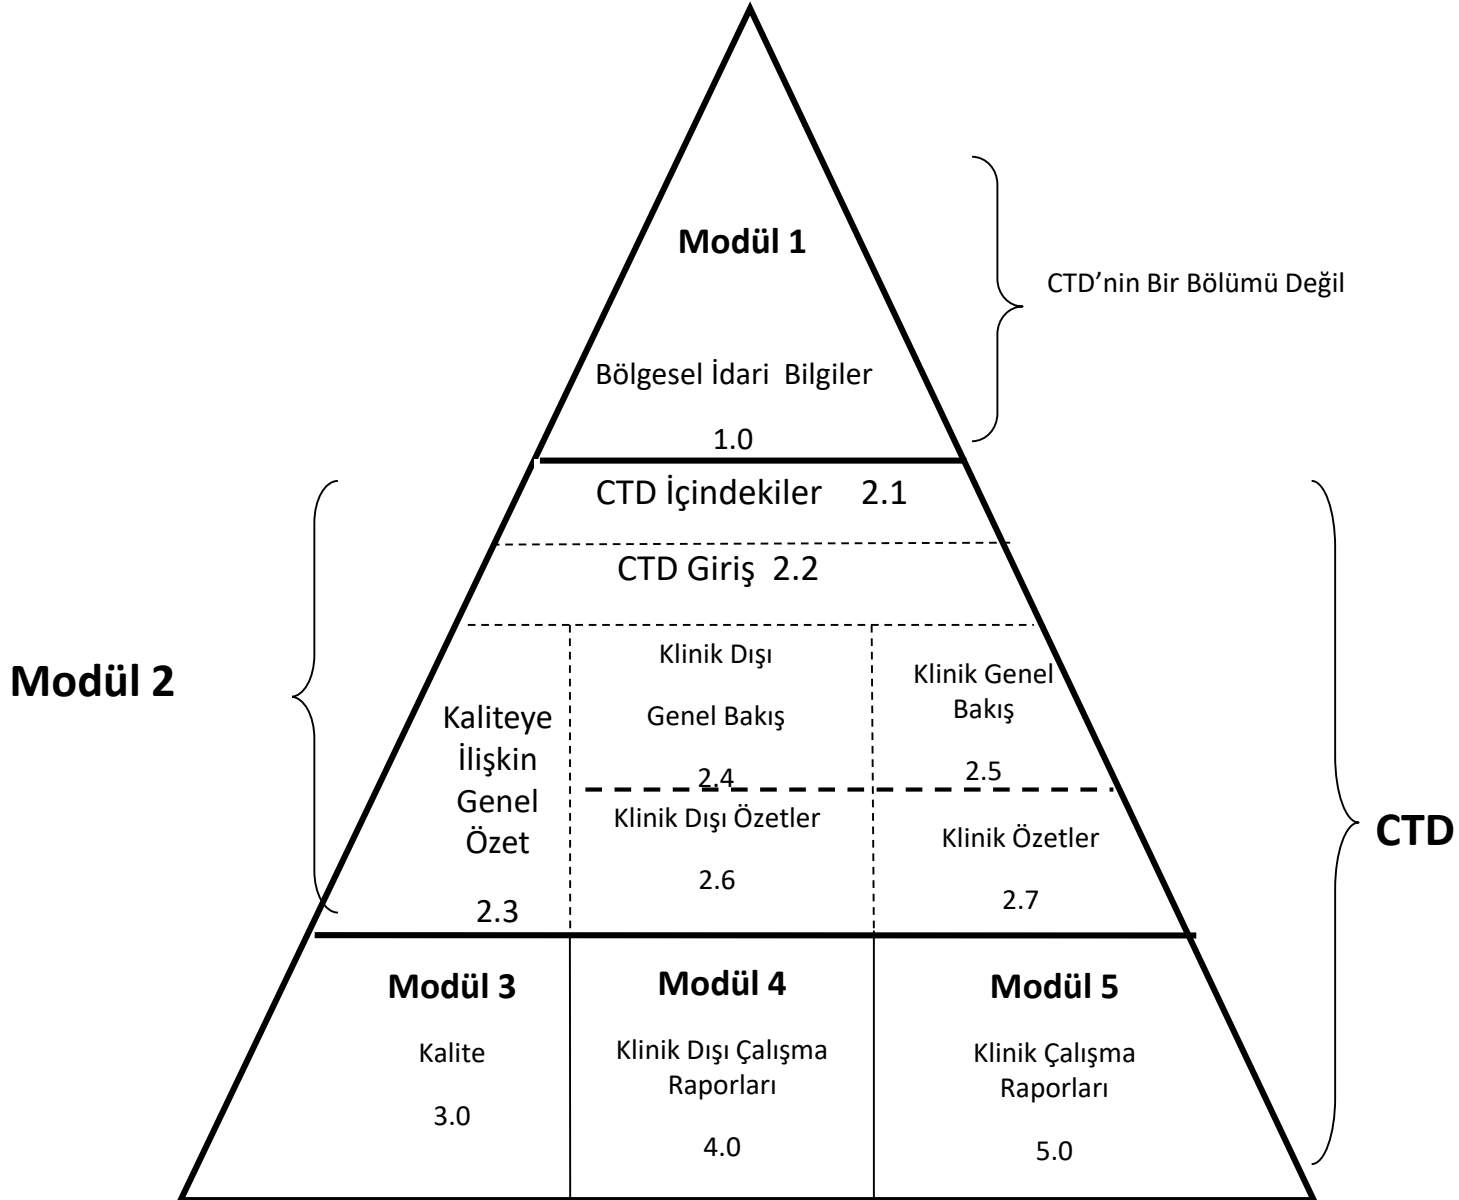 Modül 1
CTD’nin Bir Bölümü Değil
Bölgesel İdari Bilgiler
1.0
CTD İçindekiler 2.1
CTD Giriş 2.2
Modül 2
Kaliteye
İlişkin
Genel
Özet
2.3
Klinik Dışı
Genel Bakış
2.4
Klinik Genel
Bakış
2.5
Klinik Dışı Özetler
2.6
Klinik Özetler
2.7
CTD
Modül 3
Kalite
3.0
Modül 4
Klinik Dışı Çalışma
Raporları
4.0
Modül 5
Klinik Çalışma
Raporları
5.0